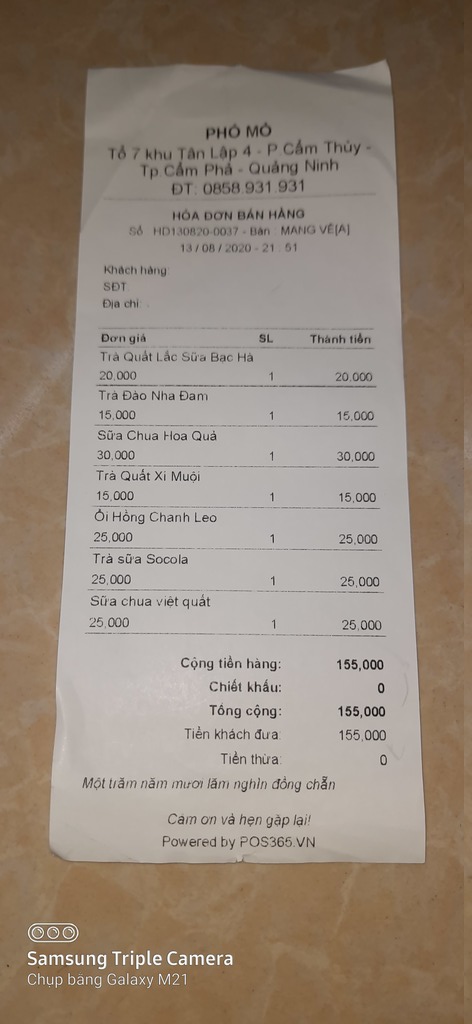 PHỐ MỎ
Tổ 7 khu Tân Lập 4 - P.Cẩm Thủy -
Tp.Cẩm Phả - Quảng Ninh
ĐT: 0858.931.931
HÓA ĐƠN BÁN HÀNG
Số: HD130820-0037 - Bàn: MANG VỀ[A]
13/08/2020 - 21:51
Khách hàng:
SĐT:
Địa chỉ: .
Đơn giá SL Thành tiền
Trà Quất Lắc Sữa Bạc Hà
20,000 1 20,000
Trà Đào Nha Đam
15,000 1 15,000
Sữa Chua Hoa Quả
30,000 1 30,000
Trà Quất Xí Muội
15,000 1 15,000
Ổi Hồng Chanh Leo
25,000 1 25,000
Trà sữa Socola
25,000 1 25,000
Sữa chua việt quất
25,000 1 25,000
Cộng tiền hàng: 155,000
Chiết khấu: 0
Tổng cộng: 155,000
Tiền khách đưa: 155,000
Tiền thừa: 0
Một trăm năm mươi lăm nghìn đồng chẵn
Cảm ơn và hẹn gặp lại!
Powered by POS365.VN
Samsung Triple Camera
Chụp bằng Galaxy M21